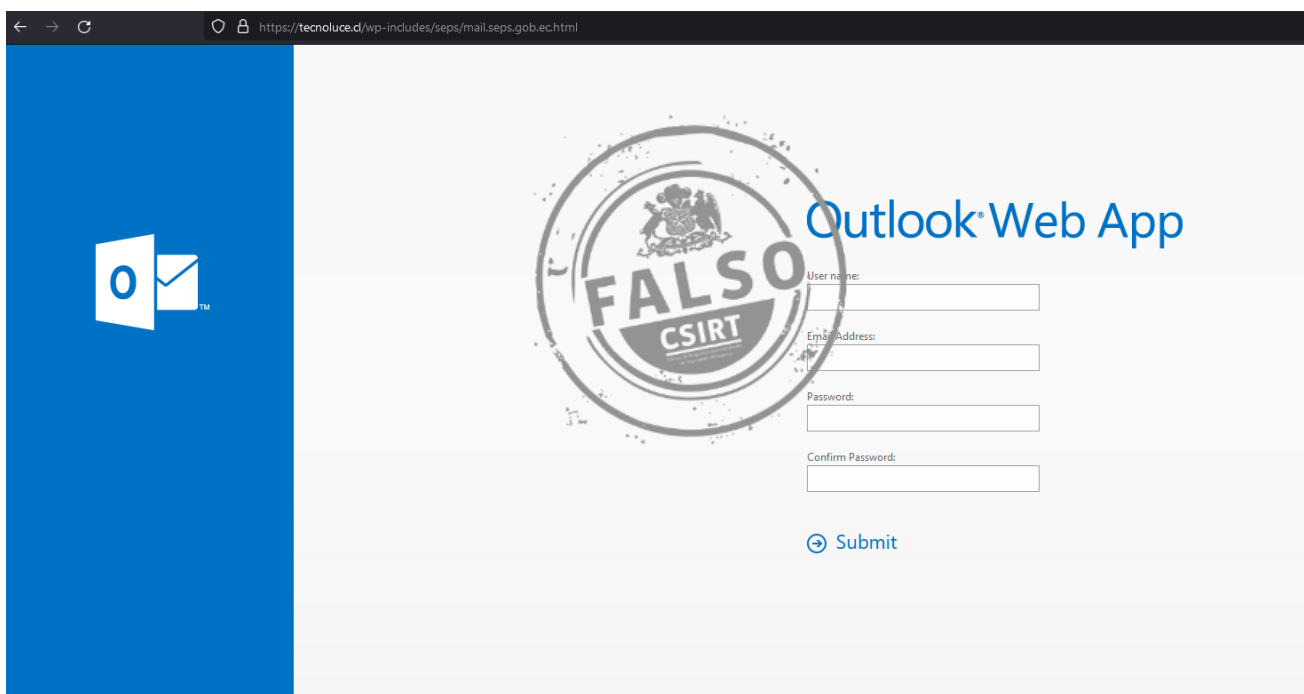 https://tecnoluce.cl/wp-includes/seps/mail.seps.gob.ec.html
FALSO
CSIRT
Outlook® Web App
User name:
Email Address:
Password:
Confirm Password:
Submit
O
TM